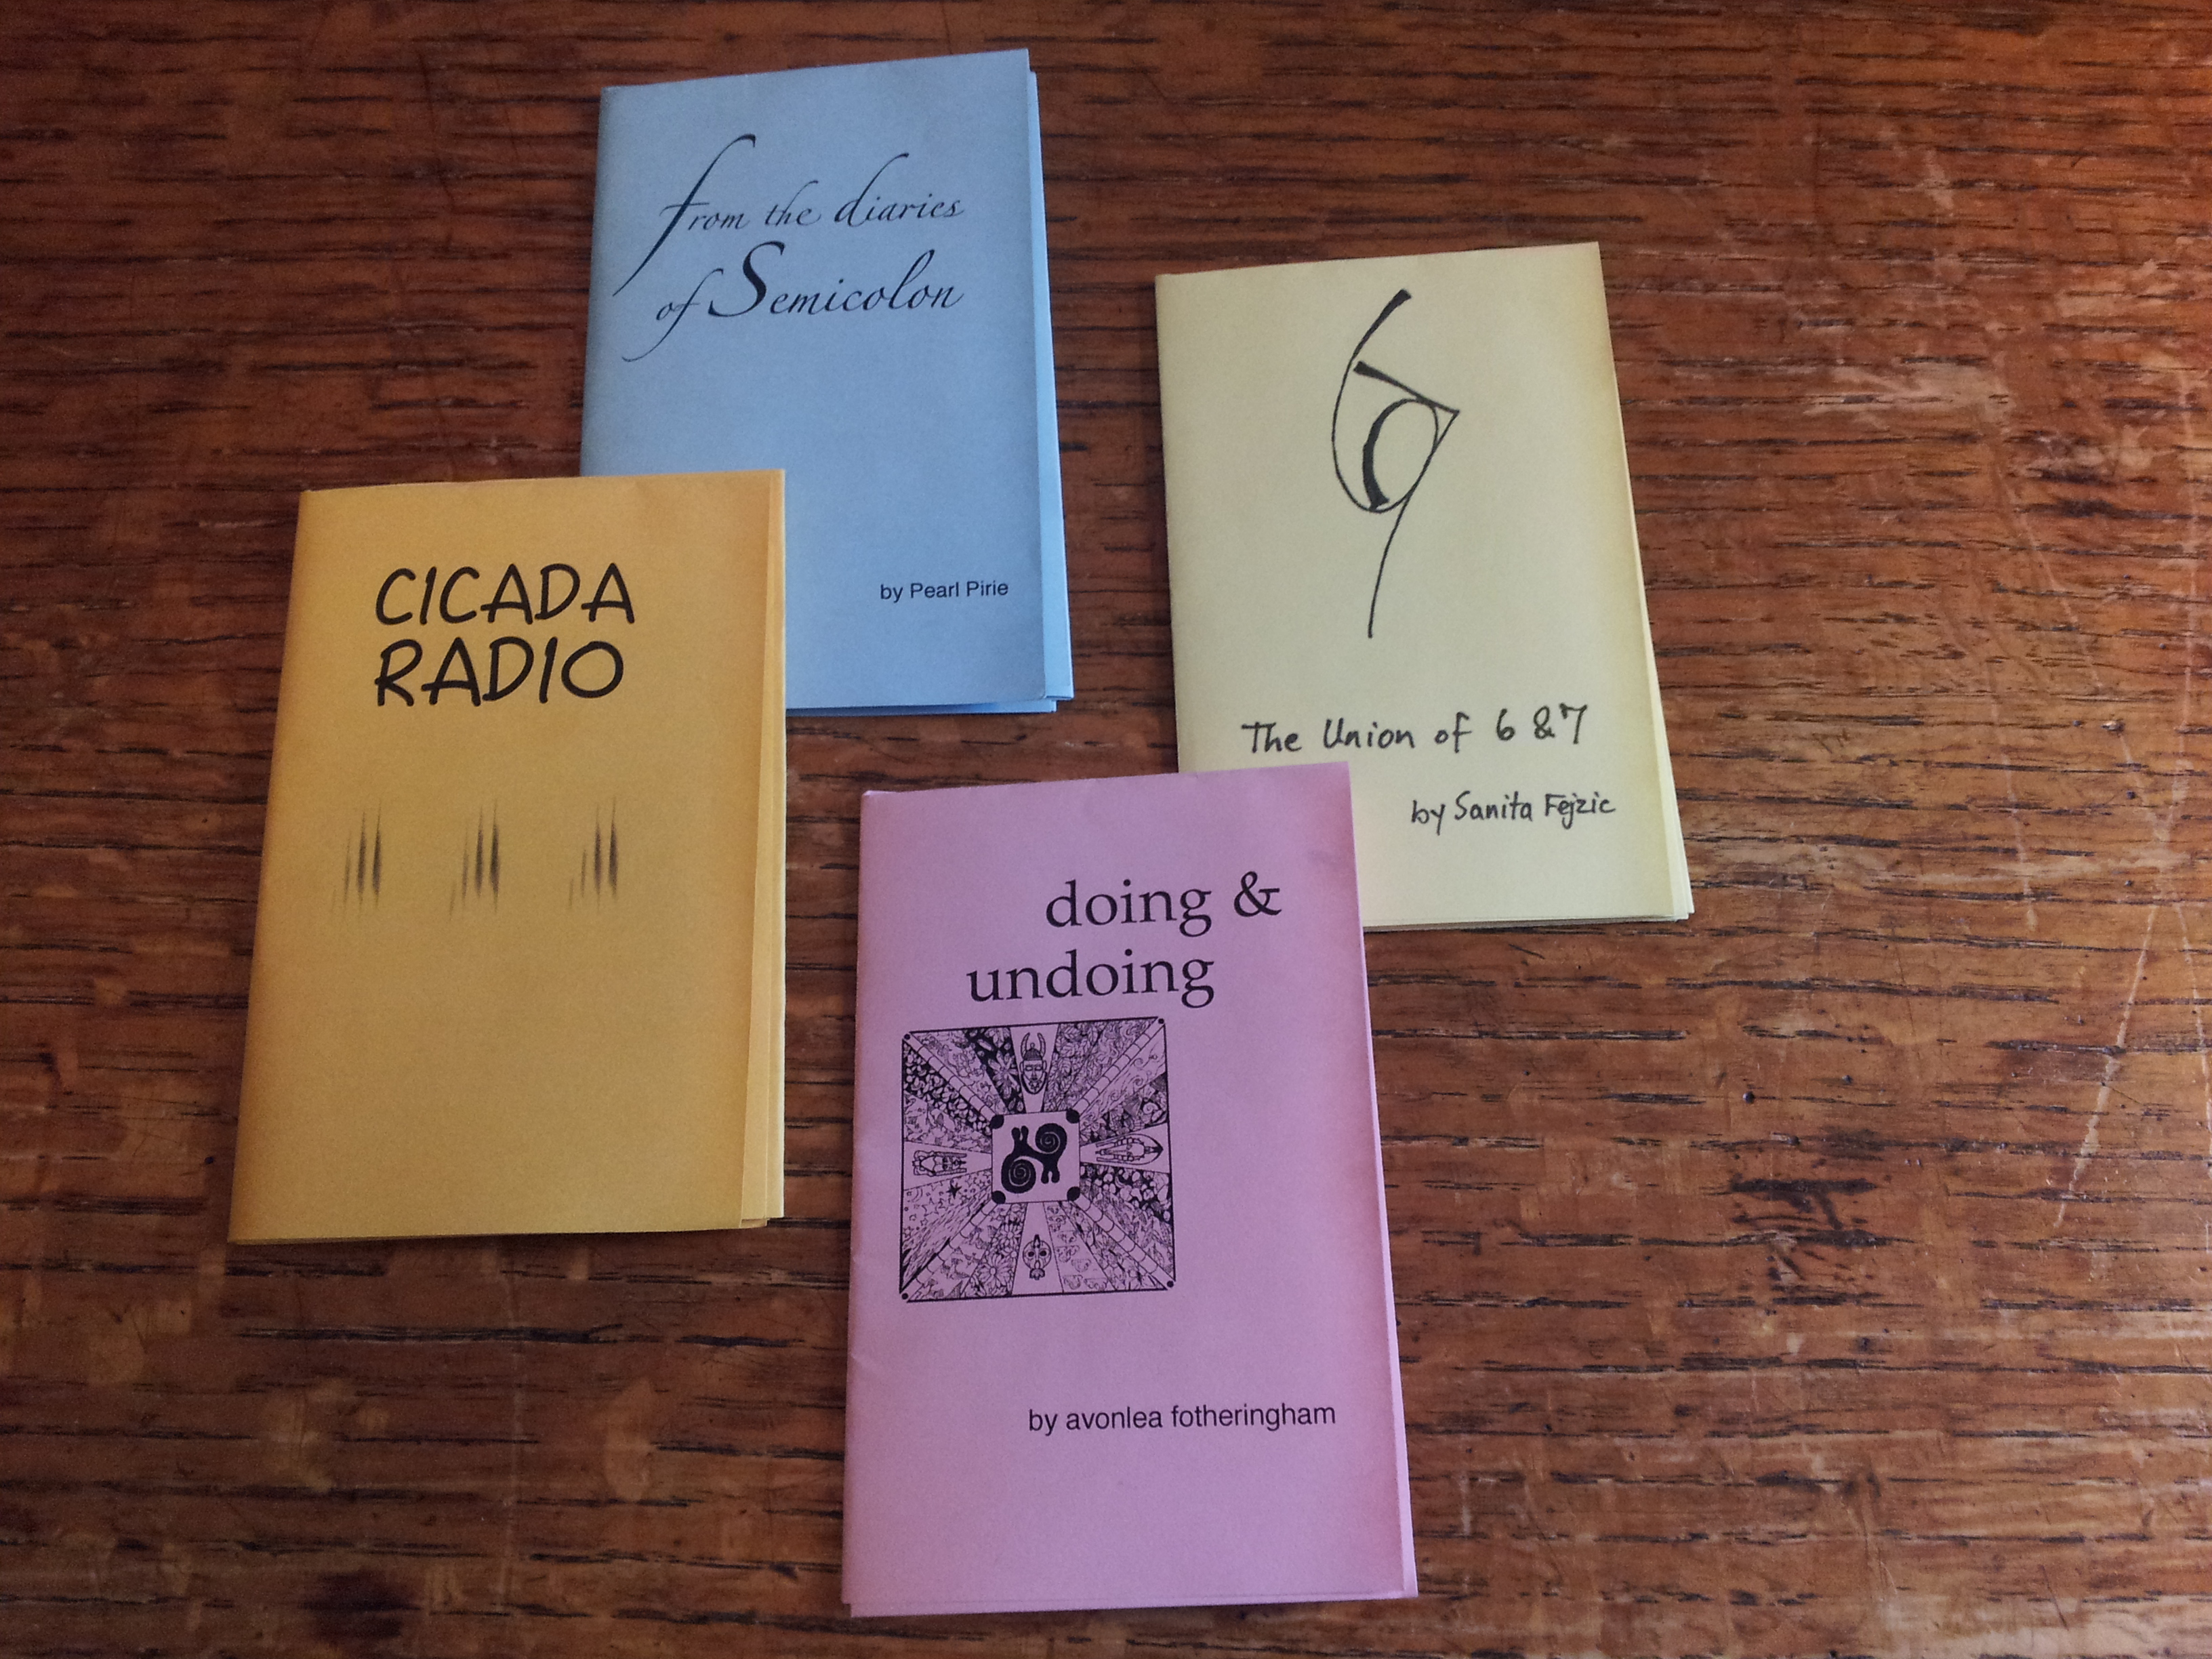 from the diaries
of Semicolon
by Pearl Pirie
CICADA
RADIO
67
The Union of 6 & 7
by Sanita Fejzic
doing &
undoing
by avonlea fotheringham